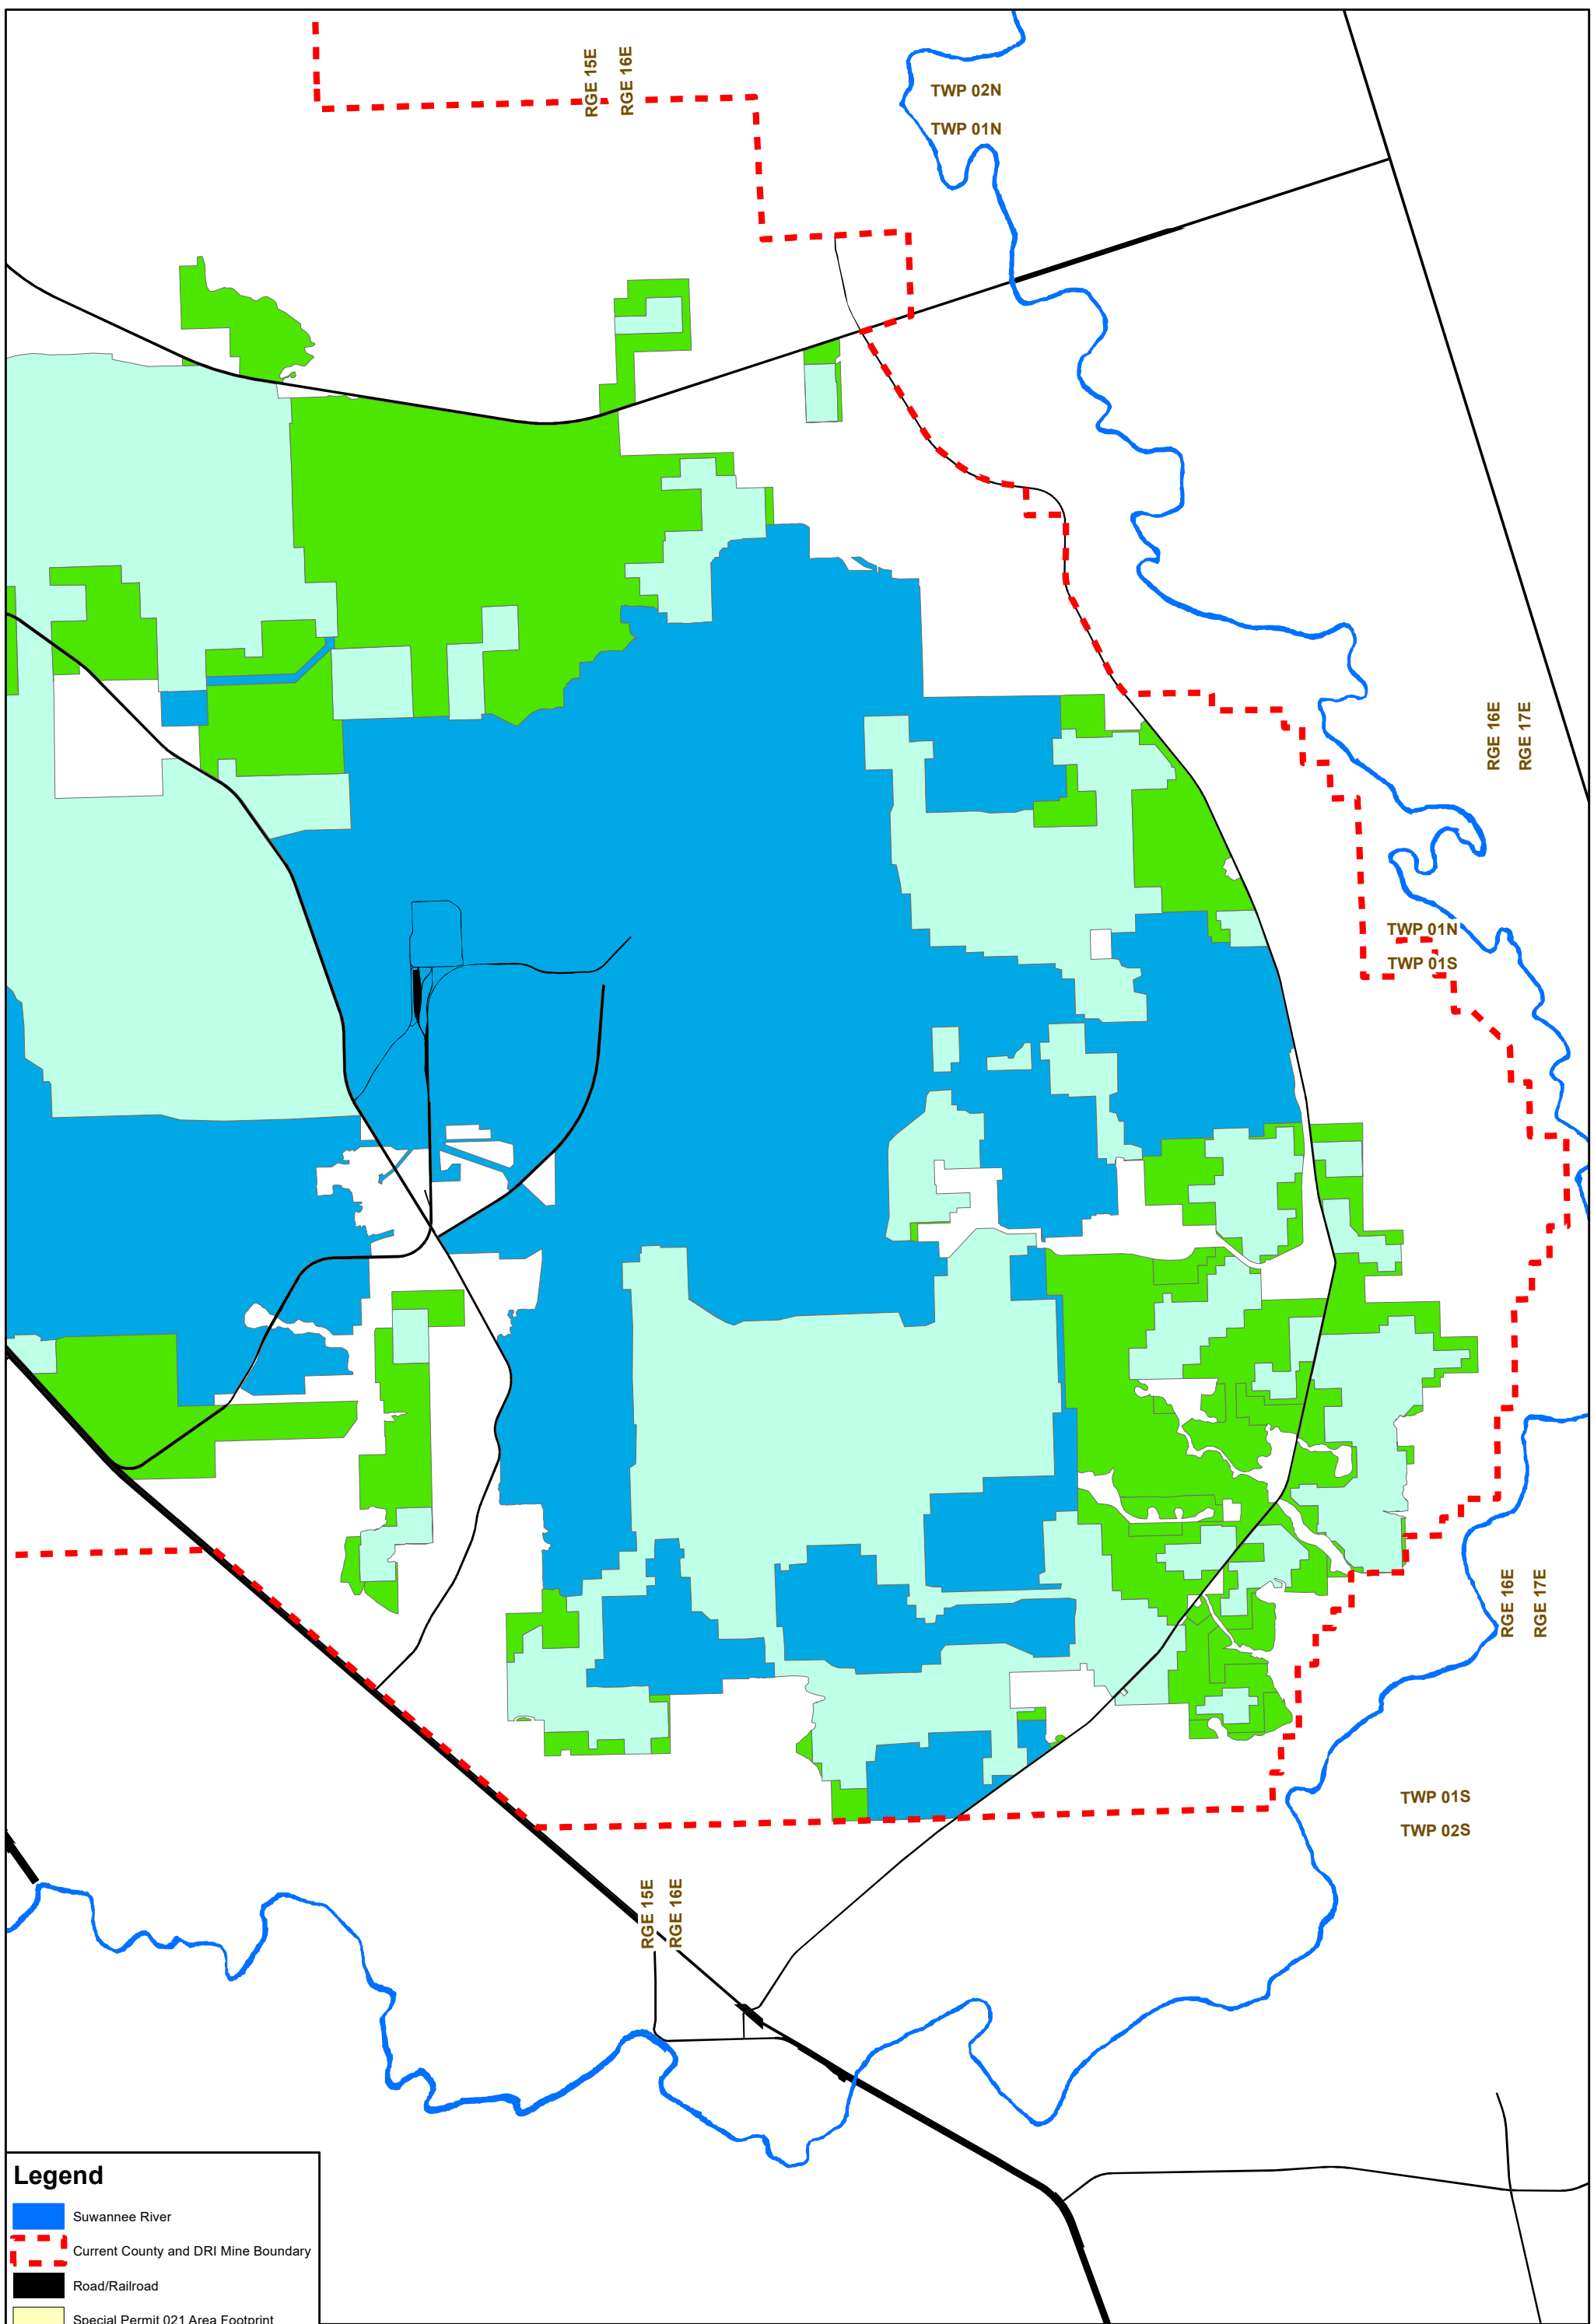 RGE 15E
RGE 16E
TWP 02N
TWP 01N
RGE 16E
RGE 17E
TWP 01N
TWP 01S
RGE 16E
RGE 17E
TWP 01S
TWP 02S
RGE 15E
RGE 16E
Legend
Suwannee River
Current County and DRI Mine Boundary
Road/Railroad
Special Permit 021 Area Footprint